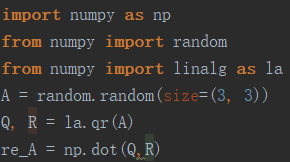 import numpy as np
from numpy import random
from numpy import linalg as la
A = random.random(size=(3, 3))
Q, R = la.qr(A)
re_A = np.dot(Q,R)